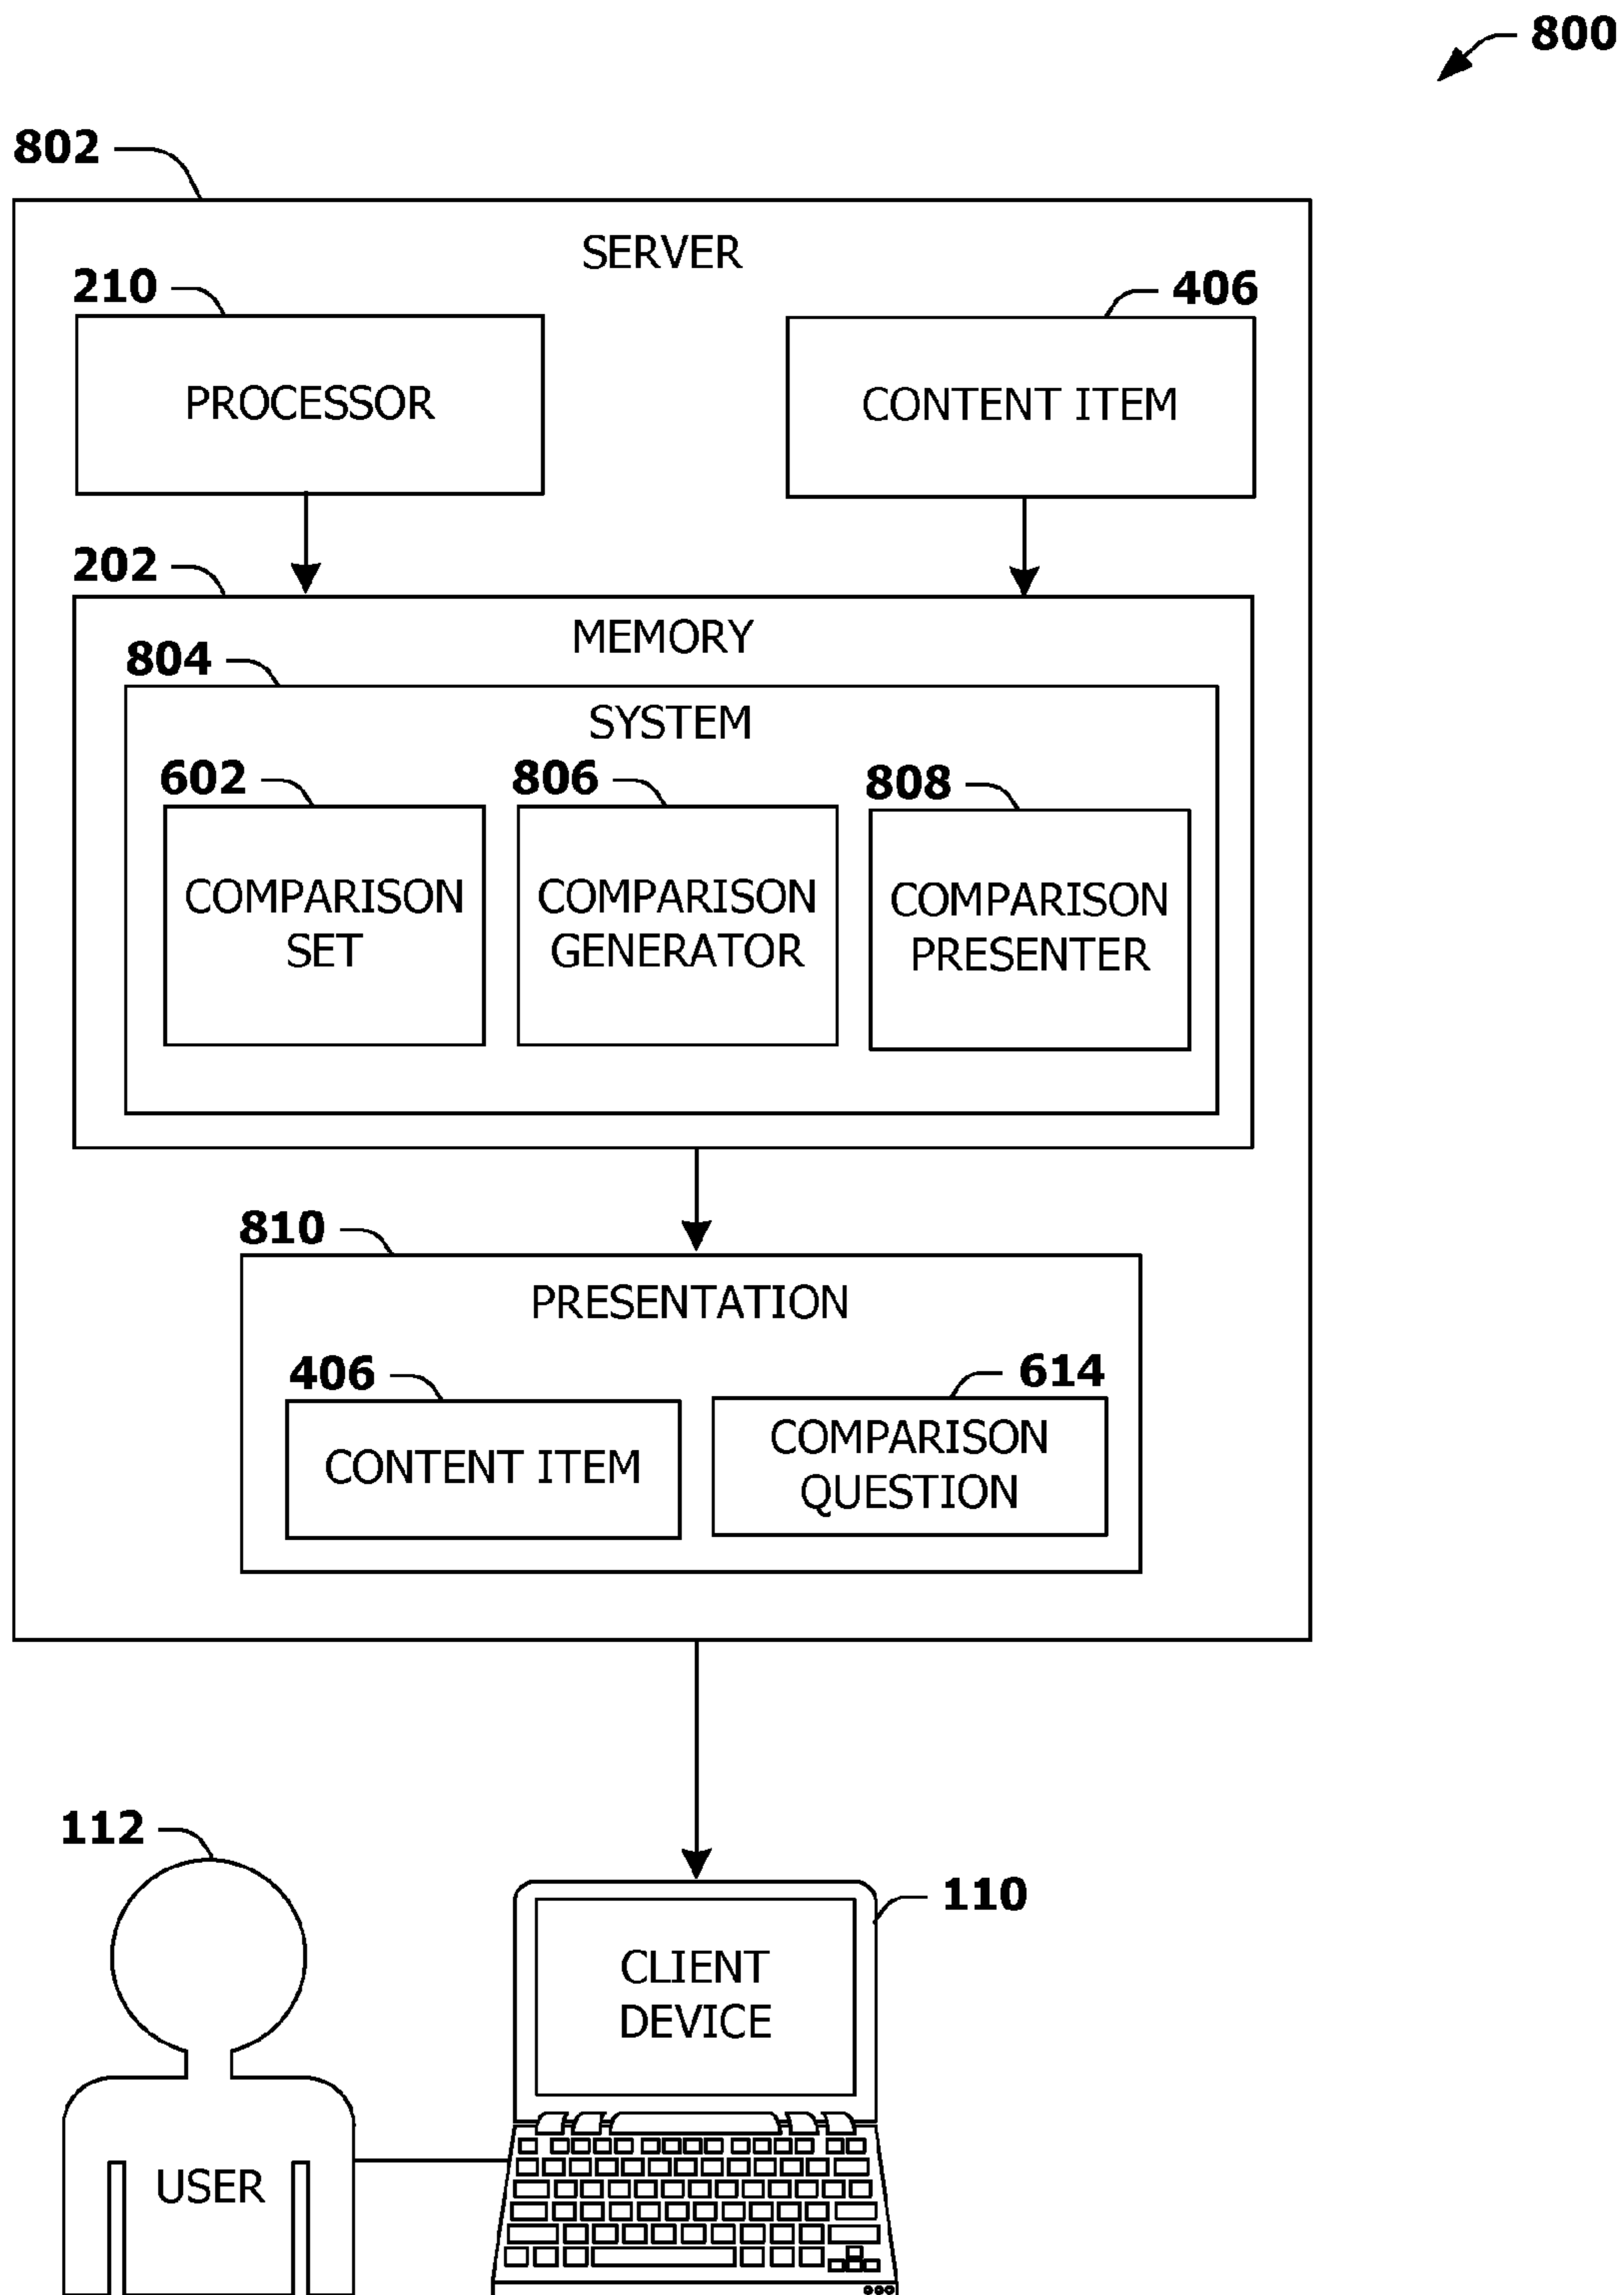 800
802
SERVER
210
406
PROCESSOR
CONTENT ITEM
202
MEMORY
804
SYSTEM
602
806
808
COMPARISON
SET
COMPARISON
GENERATOR
COMPARISON
PRESENTER
810
PRESENTATION
406
614
CONTENT ITEM
COMPARISON
QUESTION
112
110
CLIENT
DEVICE
USER